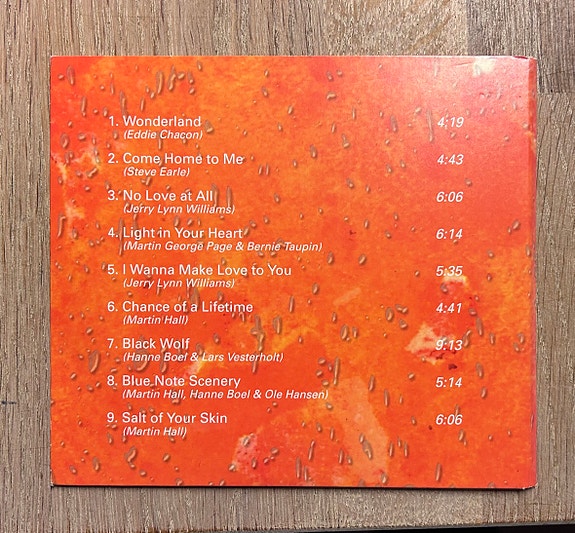 1. Wonderland 4:19
(Eddie Chacon)
2. Come Home to Me 4:43
(Steve Earle)
3. No Love at All 6:06
(Jerry Lynn Williams)
4. Light in Your Heart 6:14
(Martin George Page & Bernie Taupin)
5. I Wanna Make Love to You 5:35
(Jerry Lynn Williams)
6. Chance of a Lifetime 4:41
(Martin Hall)
7. Black Wolf 9:13
(Hanne Boel & Lars Vesterholt)
8. Blue Note Scenery 5:14
(Martin Hall, Hanne Boel & Ole Hansen)
9. Salt of Your Skin 6:06
(Martin Hall)